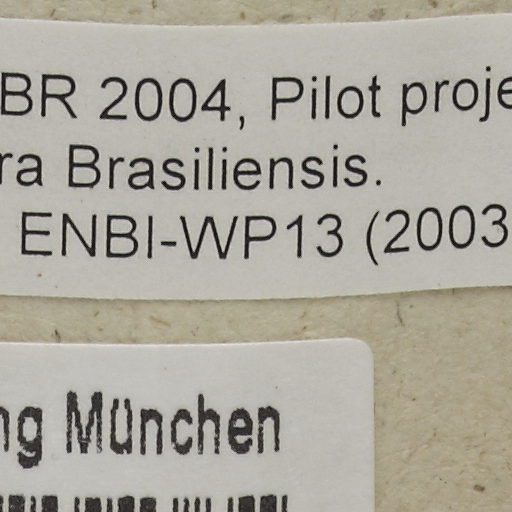 BR 2004, Pilot proje
ra Brasiliensis.
ENBI-WP13 (2003
ng München